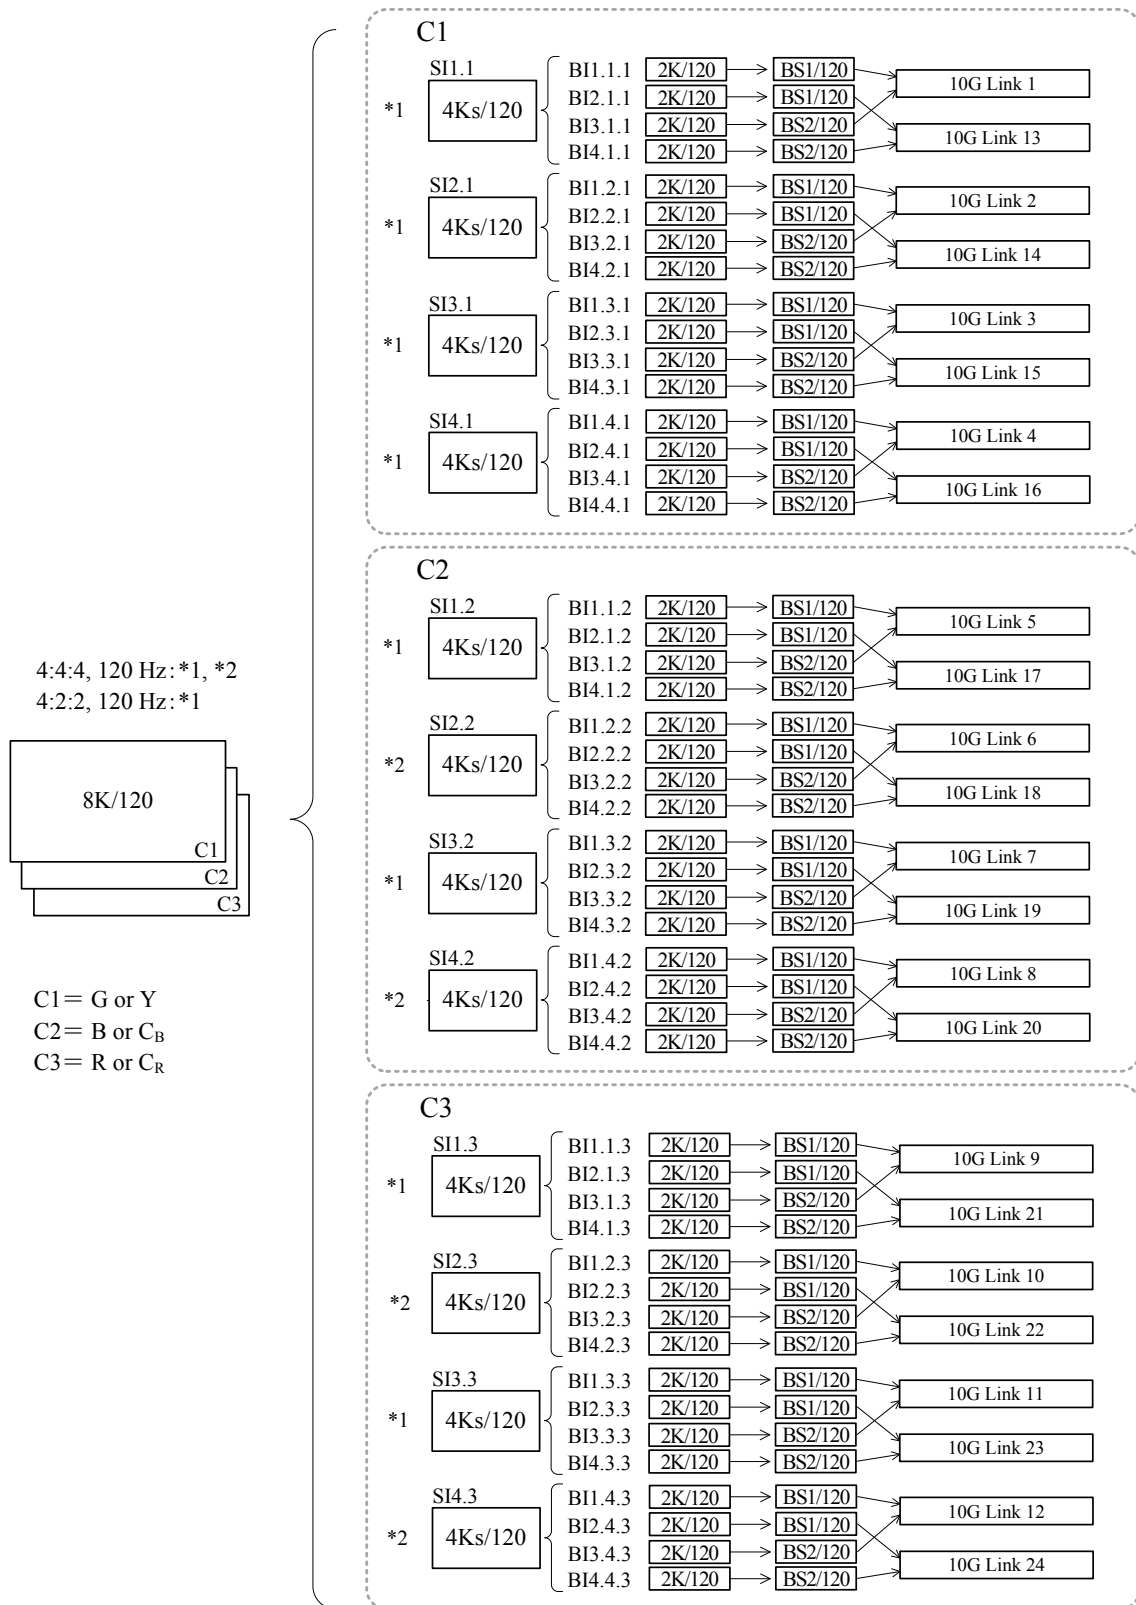 4:4:4, 120 Hz: *1, *2
4:2:2, 120 Hz: *1
8K/120
C1
C2
C3
C1= G or Y
C2= B or CB
C3= R or CR
C1
SI1.1
*1
4Ks/120
BI1.1.1 2K/120 BS1/120
BI2.1.1 2K/120 BS1/120
BI3.1.1 2K/120 BS2/120
BI4.1.1 2K/120 BS2/120
10G Link 1
10G Link 13
SI2.1
*1
4Ks/120
BI1.2.1 2K/120 BS1/120
BI2.2.1 2K/120 BS1/120
BI3.2.1 2K/120 BS2/120
BI4.2.1 2K/120 BS2/120
10G Link 2
10G Link 14
SI3.1
*1
4Ks/120
BI1.3.1 2K/120 BS1/120
BI2.3.1 2K/120 BS1/120
BI3.3.1 2K/120 BS2/120
BI4.3.1 2K/120 BS2/120
10G Link 3
10G Link 15
SI4.1
*1
4Ks/120
BI1.4.1 2K/120 BS1/120
BI2.4.1 2K/120 BS1/120
BI3.4.1 2K/120 BS2/120
BI4.4.1 2K/120 BS2/120
10G Link 4
10G Link 16
C2
SI1.2
*1
4Ks/120
BI1.1.2 2K/120 BS1/120
BI2.1.2 2K/120 BS1/120
BI3.1.2 2K/120 BS2/120
BI4.1.2 2K/120 BS2/120
10G Link 5
10G Link 17
SI2.2
*2
4Ks/120
BI1.2.2 2K/120 BS1/120
BI2.2.2 2K/120 BS1/120
BI3.2.2 2K/120 BS2/120
BI4.2.2 2K/120 BS2/120
10G Link 6
10G Link 18
SI3.2
*1
4Ks/120
BI1.3.2 2K/120 BS1/120
BI2.3.2 2K/120 BS1/120
BI3.3.2 2K/120 BS2/120
BI4.3.2 2K/120 BS2/120
10G Link 7
10G Link 19
SI4.2
*2
4Ks/120
BI1.4.2 2K/120 BS1/120
BI2.4.2 2K/120 BS1/120
BI3.4.2 2K/120 BS2/120
BI4.4.2 2K/120 BS2/120
10G Link 8
10G Link 20
C3
SI1.3
*1
4Ks/120
BI1.1.3 2K/120 BS1/120
BI2.1.3 2K/120 BS1/120
BI3.1.3 2K/120 BS2/120
BI4.1.3 2K/120 BS2/120
10G Link 9
10G Link 21
SI2.3
*2
4Ks/120
BI1.2.3 2K/120 BS1/120
BI2.2.3 2K/120 BS1/120
BI3.2.3 2K/120 BS2/120
BI4.2.3 2K/120 BS2/120
10G Link 10
10G Link 22
SI3.3
*1
4Ks/120
BI1.3.3 2K/120 BS1/120
BI2.3.3 2K/120 BS1/120
BI3.3.3 2K/120 BS2/120
BI4.3.3 2K/120 BS2/120
10G Link 11
10G Link 23
SI4.3
*2
4Ks/120
BI1.4.3 2K/120 BS1/120
BI2.4.3 2K/120 BS1/120
BI3.4.3 2K/120 BS2/120
BI4.4.3 2K/120 BS2/120
10G Link 12
10G Link 24